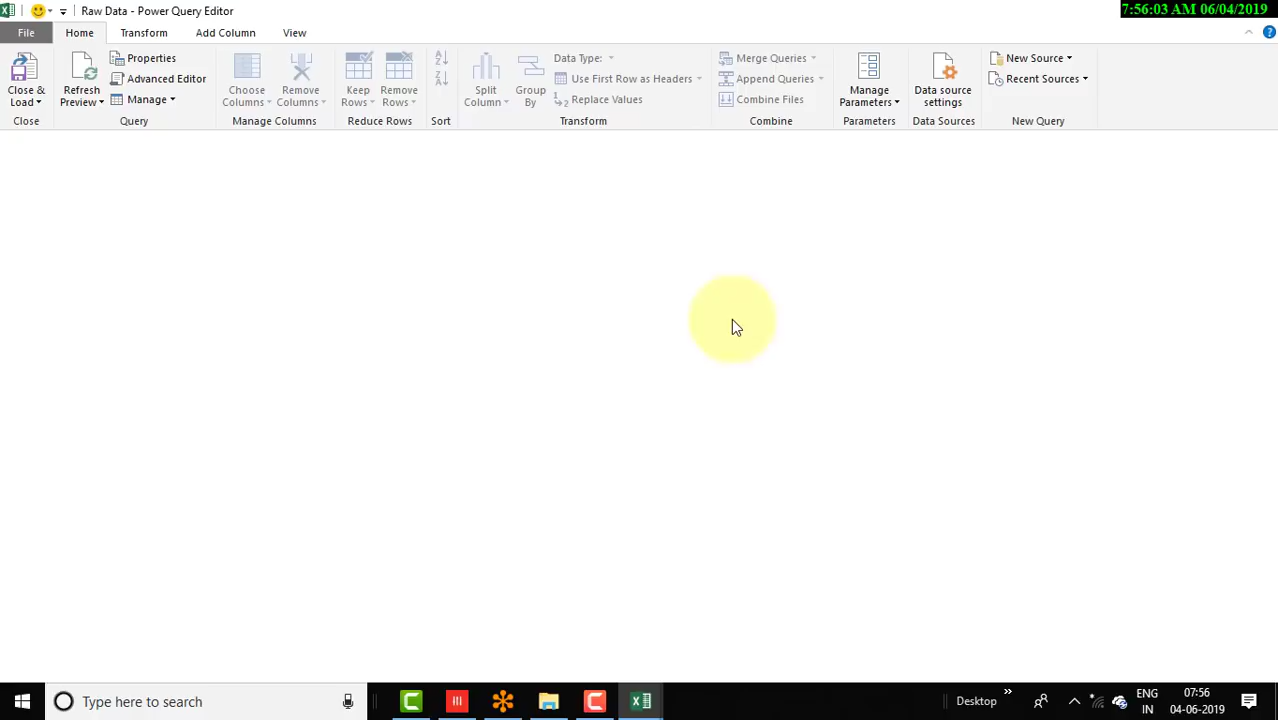 Raw Data - Power Query Editor
7:56:03 AM 06/04/2019
File
Home
Transform
Add Column
View
Close &
Load
Close
Refresh
Preview
Properties
Advanced Editor
Manage
Query
Choose
Columns
Remove
Columns
Manage Columns
Keep
Rows
Remove
Rows
Reduce Rows
Sort
Split
Column
Group
By
Data Type:
Use First Row as Headers
Replace Values
Transform
Merge Queries
Append Queries
Combine Files
Combine
Manage
Parameters
Parameters
Data source
settings
Data Sources
New Source
Recent Sources
New Query
Type here to search
Desktop
ENG
IN
07:56
04-06-2019